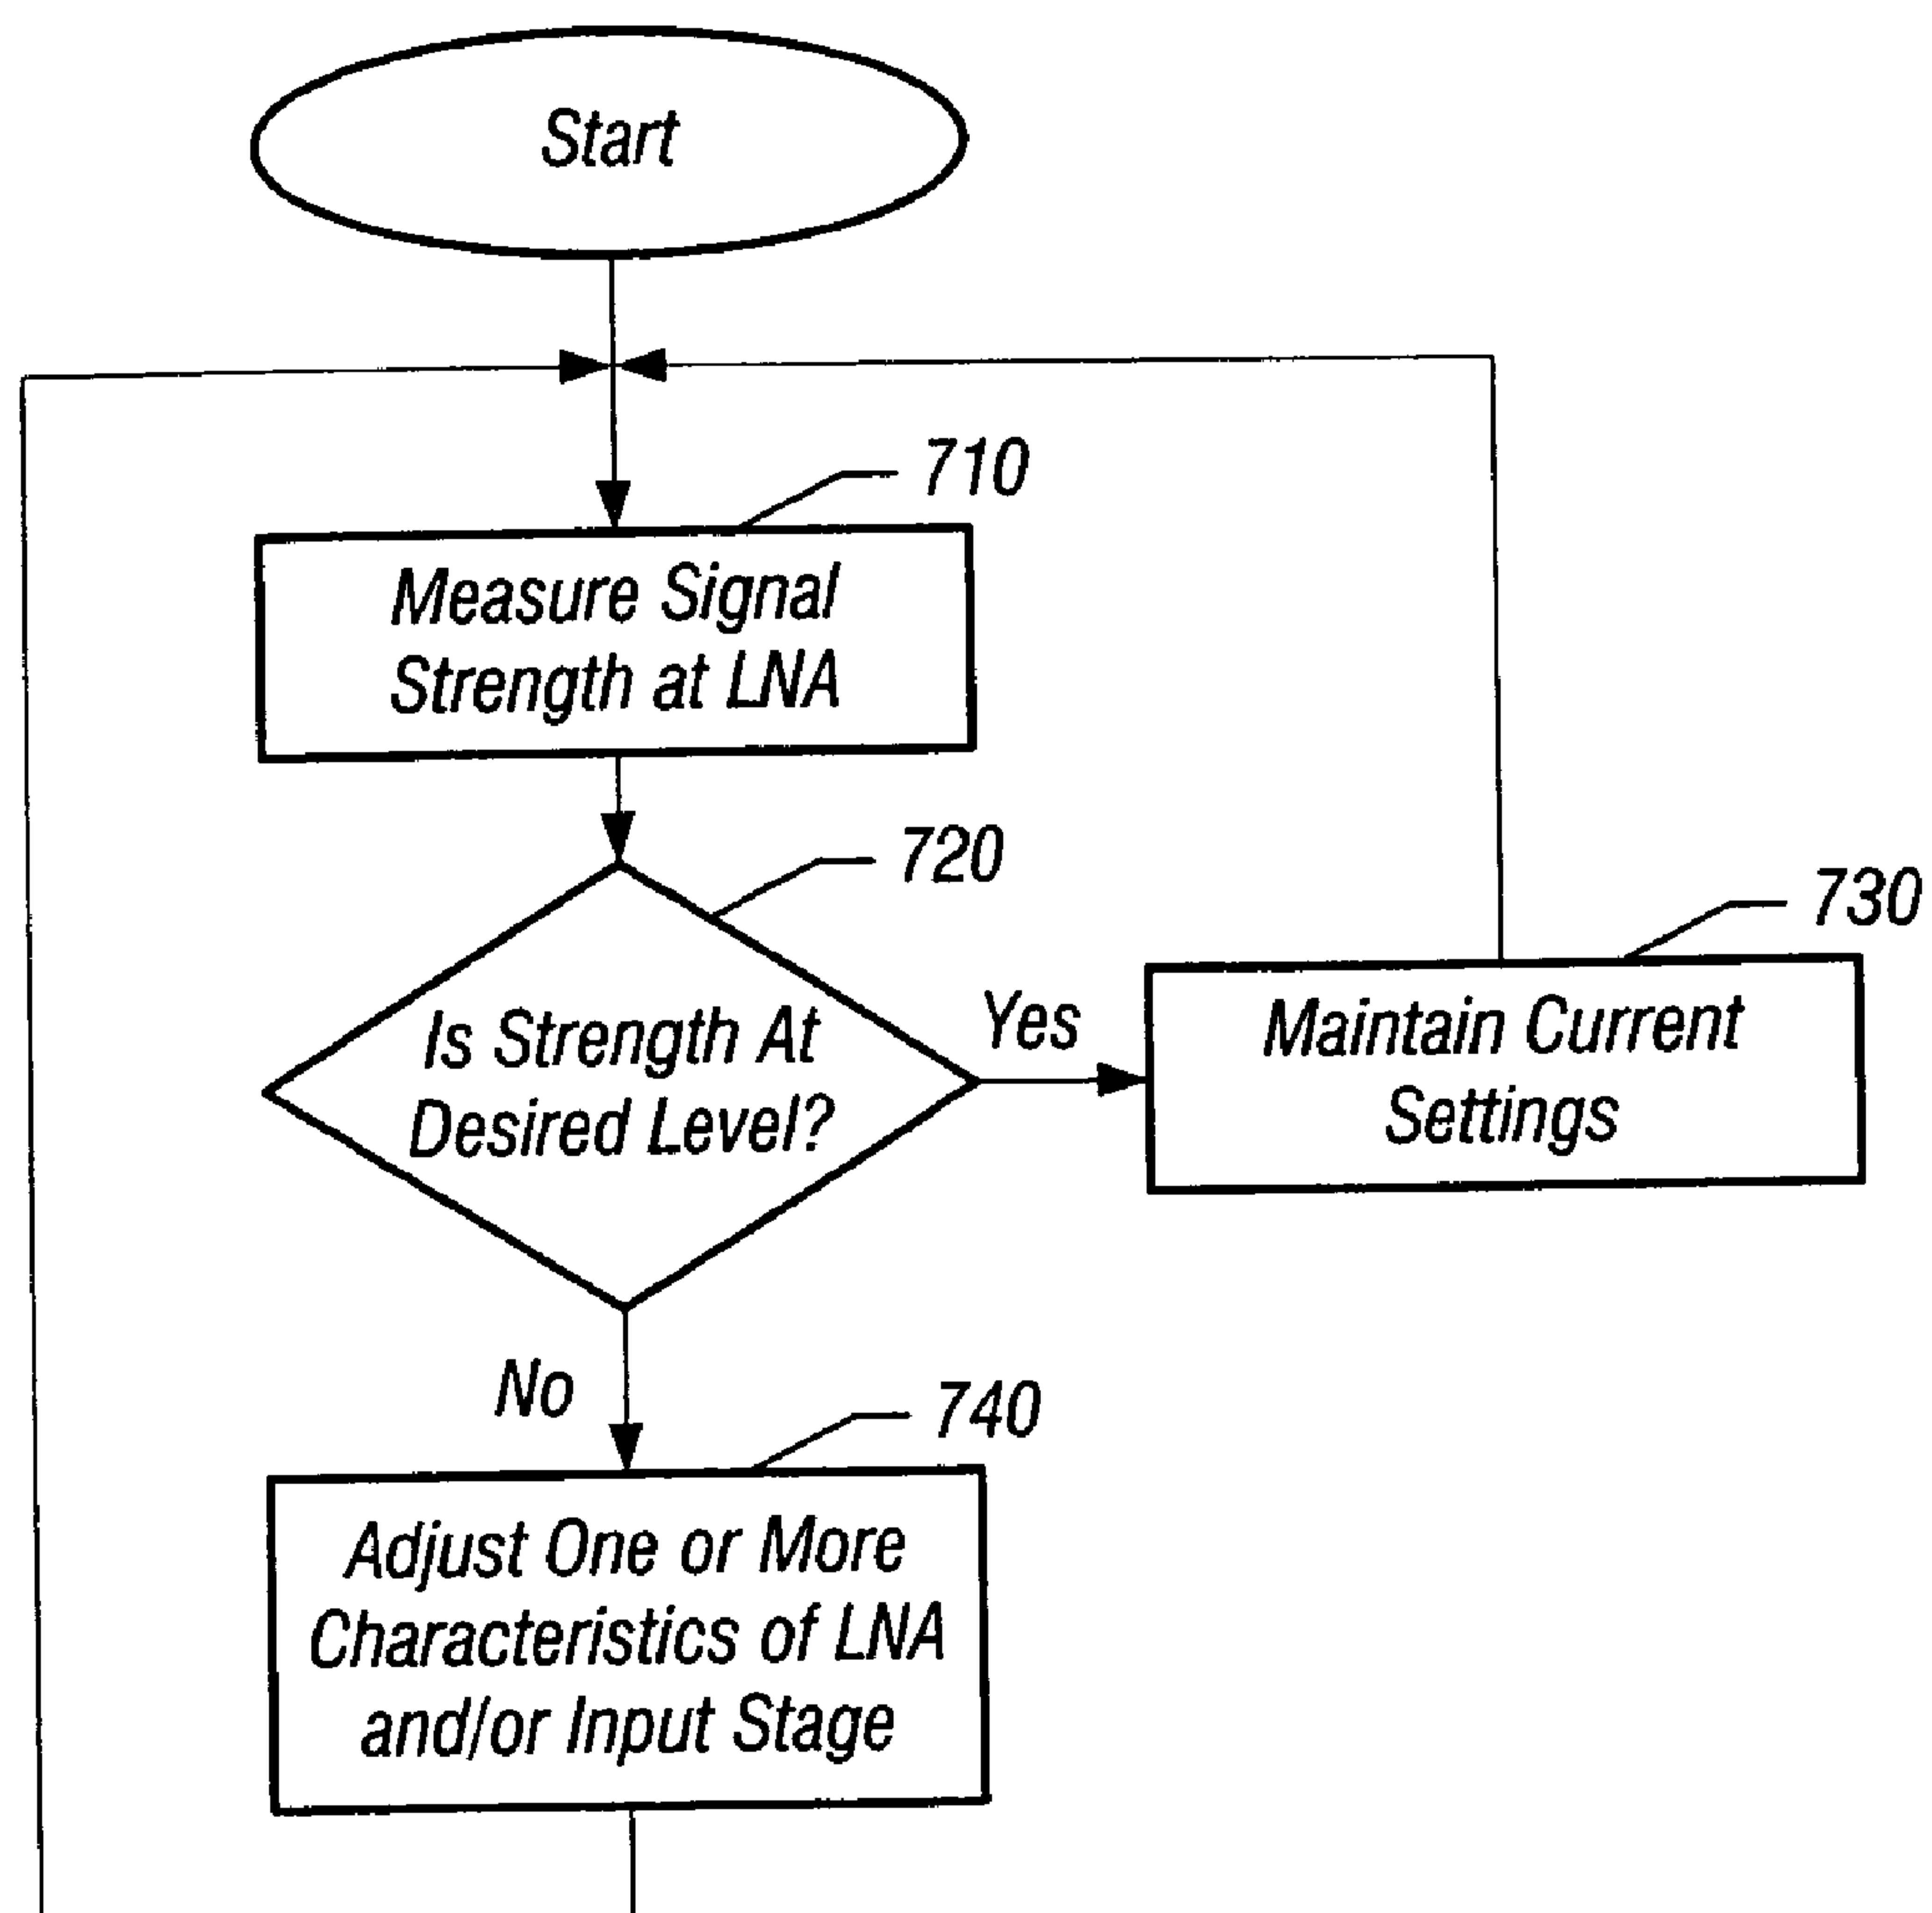 Start
710
Measure Signal
Strength at LNA
720
Is Strength At
Desired Level?
Yes
730
Maintain Current
Settings
No
740
Adjust One or More
Characteristics of LNA
and/or Input Stage